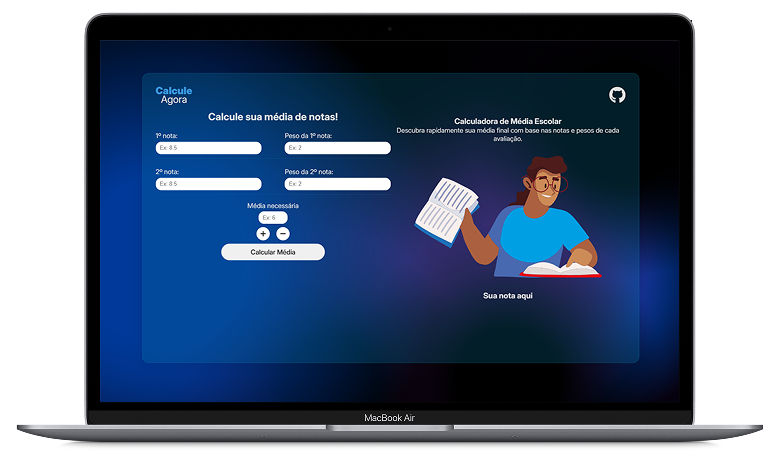 Calcule
Agora
Calcule sua média de notas!
1º nota:
Peso da 1º nota:
Ex: 8.5
Ex: 2
2º nota:
Peso da 2º nota:
Ex: 8.5
Ex: 2
Média necessária
Ex: 6
+ −
Calcular Média
Calculadora de Média Escolar
Descubra rapidamente sua média final com base nas notas e pesos de cada
avaliação.
Sua nota aqui
MacBook Air